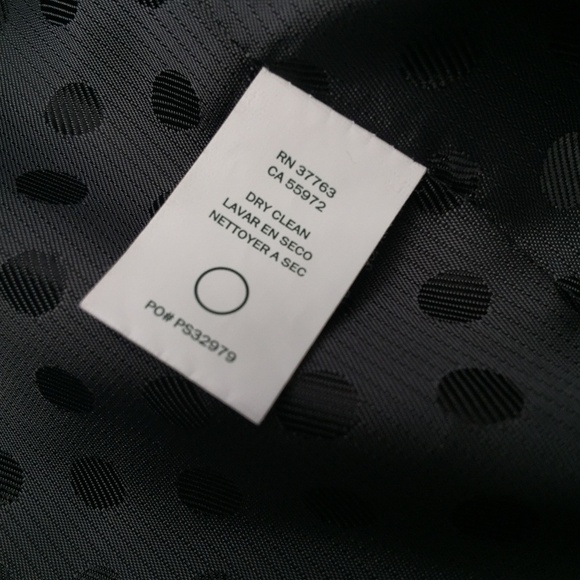 RN 37763
CA 55972
DRY CLEAN
LAVAR EN SECO
NETTOYER A SEC
PO# PS32979